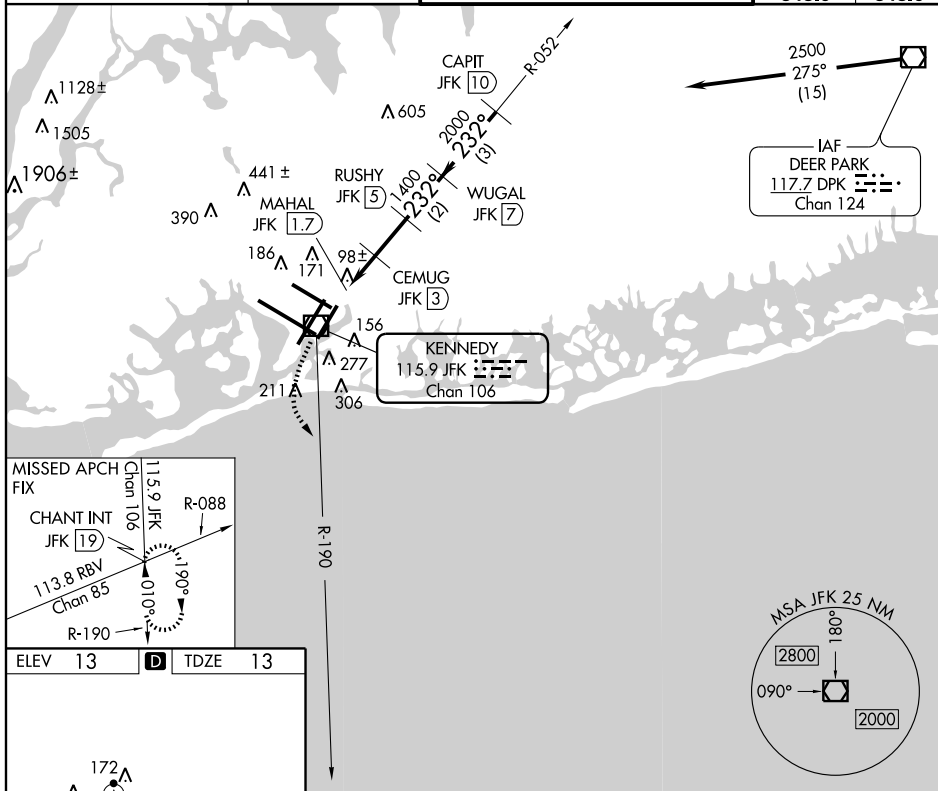 CAPIT
JFK 10
R-052
2500
275°
(15)
1128±
1505
1906±
605
2000
232°
(3)
IAF
DEER PARK
117.7 DPK
Chan 124
441±
390
RUSHY
JFK 5
1400
232°
(2)
WUGAL
JFK 7
MAHAL
JFK 1.7
186
171
98±
CEMUG
JFK 3
156
277
211
306
KENNEDY
115.9 JFK
Chan 106
R-190
MISSED APCH
FIX
115.9 JFK
Chan 106
CHANT INT
JFK 19
R-088
113.8 RBV
Chan 85
190°
010°
R-190
MSA JFK 25 NM
180°
2800
090°
2000
ELEV 13
D
TDZE 13
172